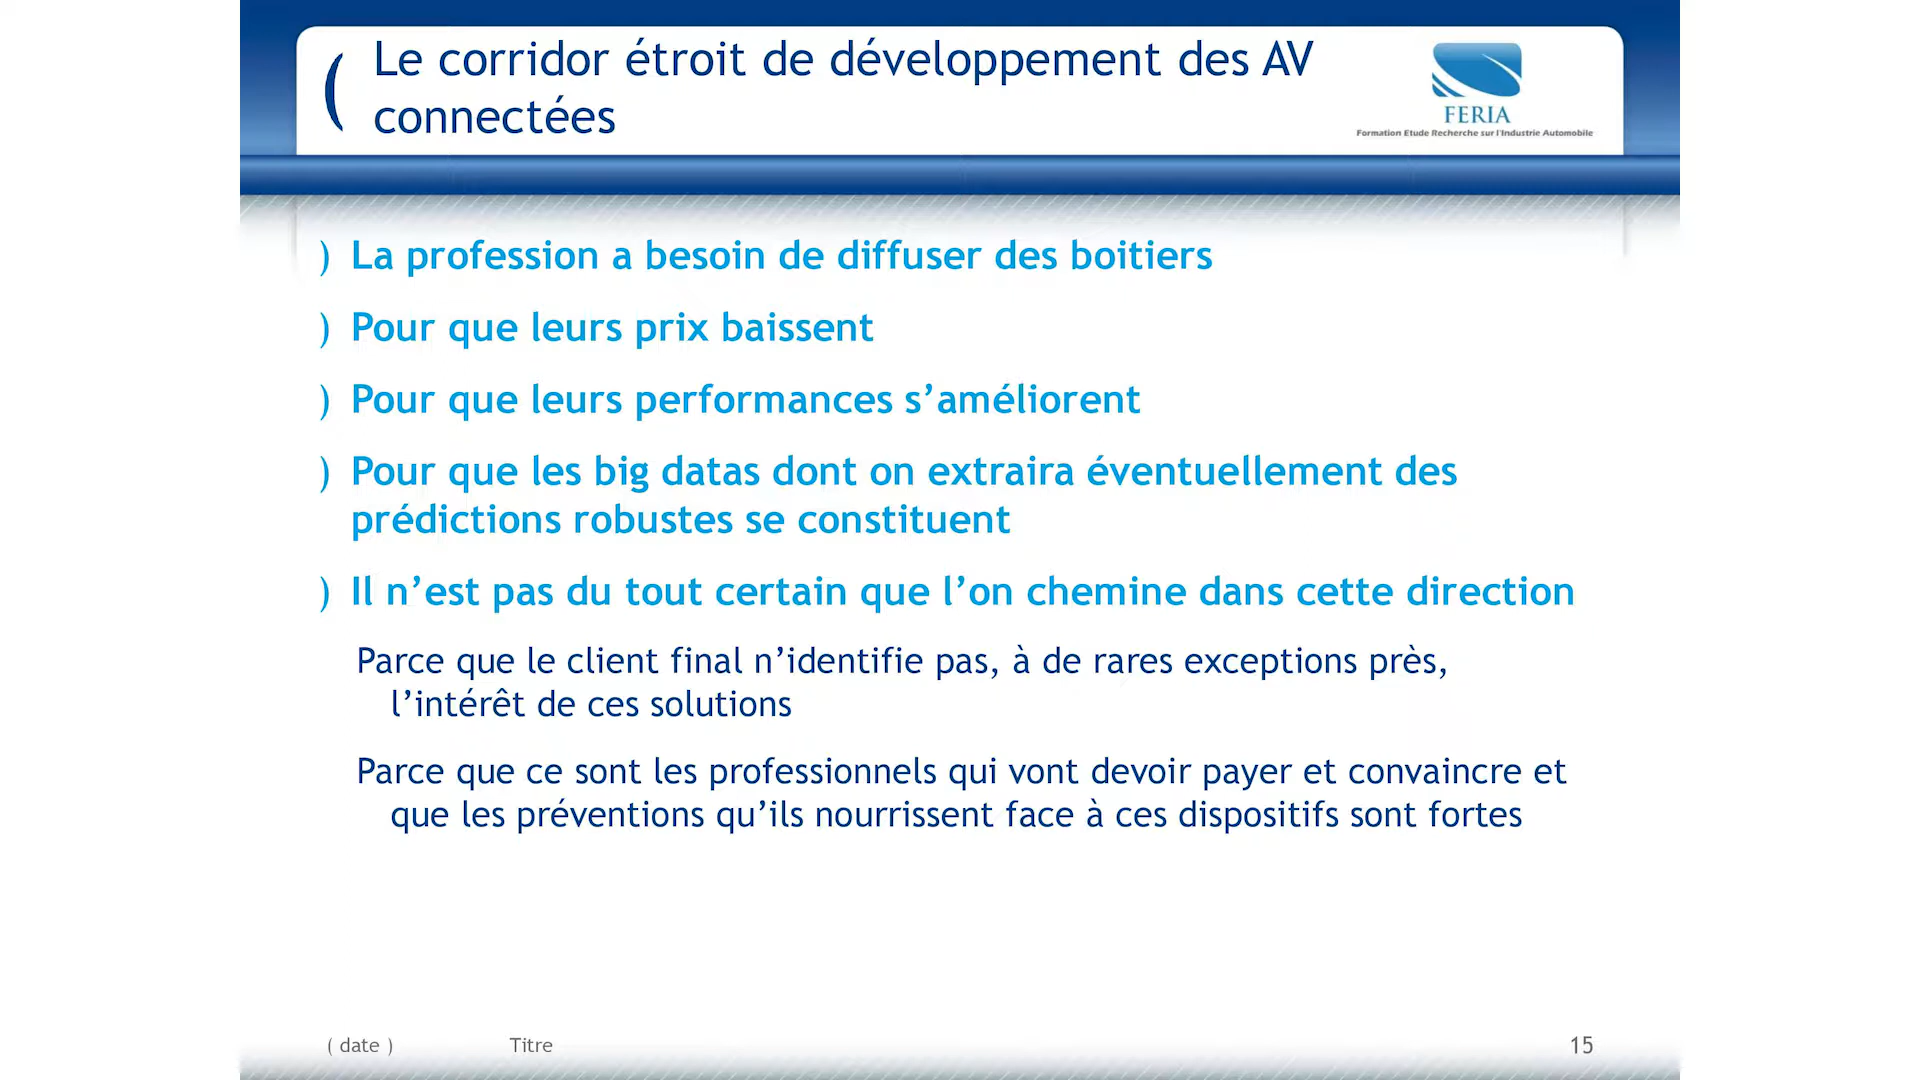 ( Le corridor étroit de développement des AV
connectées
FERIA
Formation Etude Recherche sur l'Industrie Automobile
) La profession a besoin de diffuser des boitiers
) Pour que leurs prix baissent
) Pour que leurs performances s’améliorent
) Pour que les big datas dont on extraira éventuellement des
prédictions robustes se constituent
) Il n’est pas du tout certain que l’on chemine dans cette direction
Parce que le client final n’identifie pas, à de rares exceptions près,
l’intérêt de ces solutions
Parce que ce sont les professionnels qui vont devoir payer et convaincre et
que les préventions qu’ils nourrissent face à ces dispositifs sont fortes
( date ) Titre 15